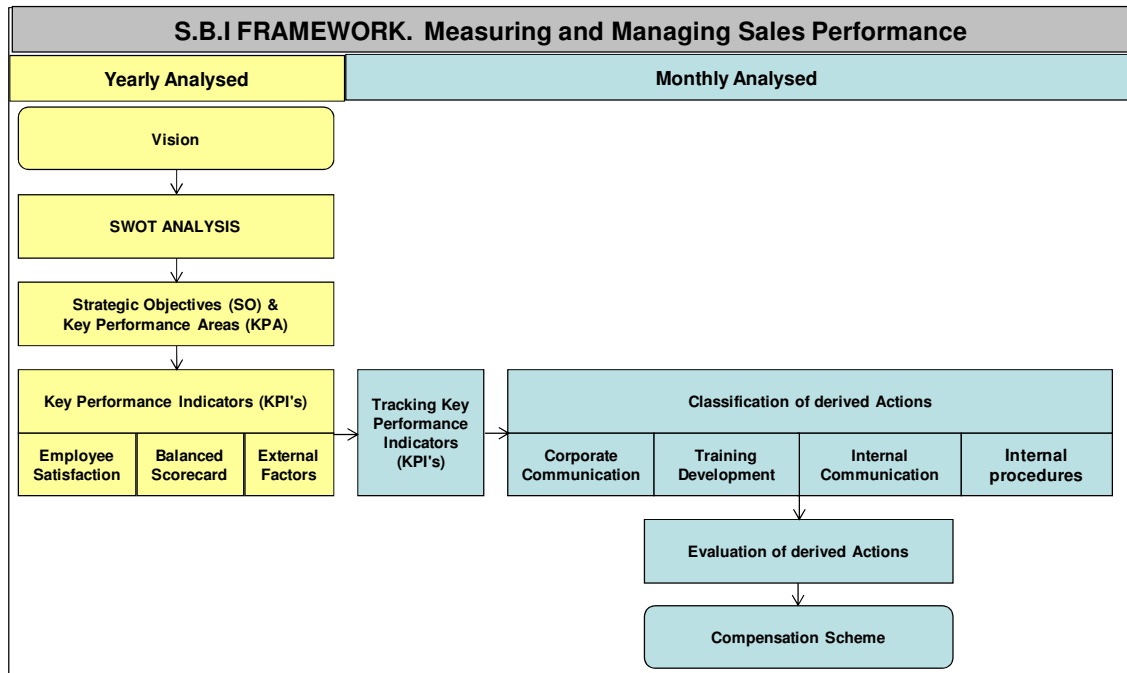 S.B.I FRAMEWORK. Measuring and Managing Sales Performance
Yearly Analysed
Monthly Analysed
Vision
SWOT ANALYSIS
Strategic Objectives (SO) &
Key Performance Areas (KPA)
Key Performance Indicators (KPI's)
Employee
Satisfaction
Balanced
Scorecard
External
Factors
Tracking Key
Performance
Indicators
(KPI's)
Classification of derived Actions
Corporate
Communication
Training
Development
Internal
Communication
Internal
procedures
Evaluation of derived Actions
Compensation Scheme